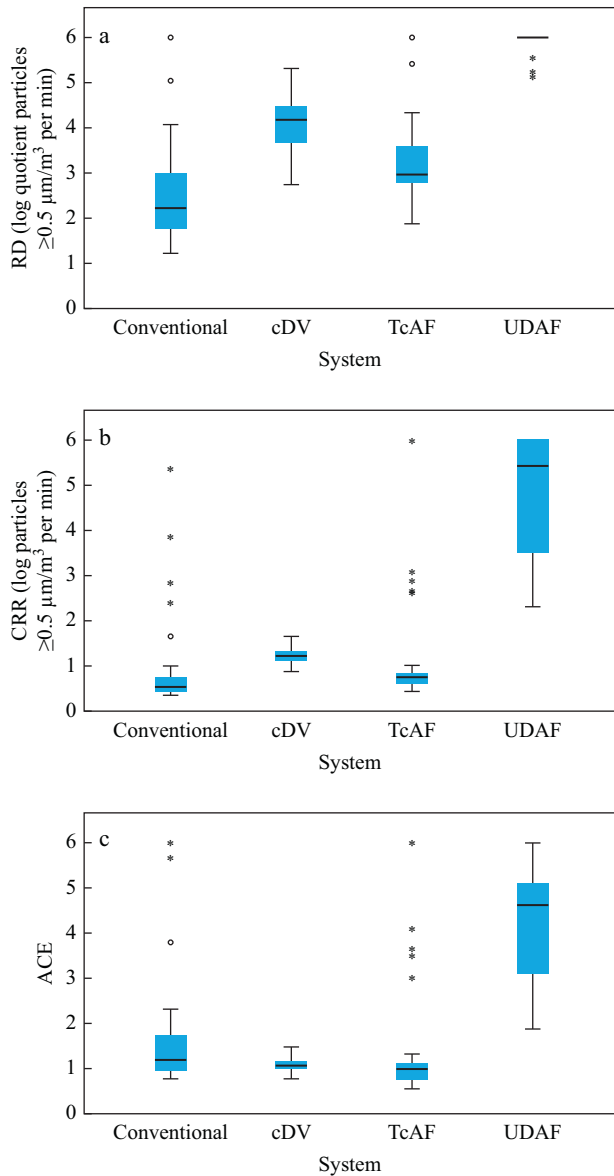 a
RD (log quotient particles
≥0.5 µm/m³ per min)
6
5
4
3
2
1
0
Conventional cDV TcAF UDAF
System
b
CRR (log particles
≥0.5 µm/m³ per min)
6
5
4
3
2
1
0
Conventional cDV TcAF UDAF
System
c
ACE
6
5
4
3
2
1
0
Conventional cDV TcAF UDAF
System